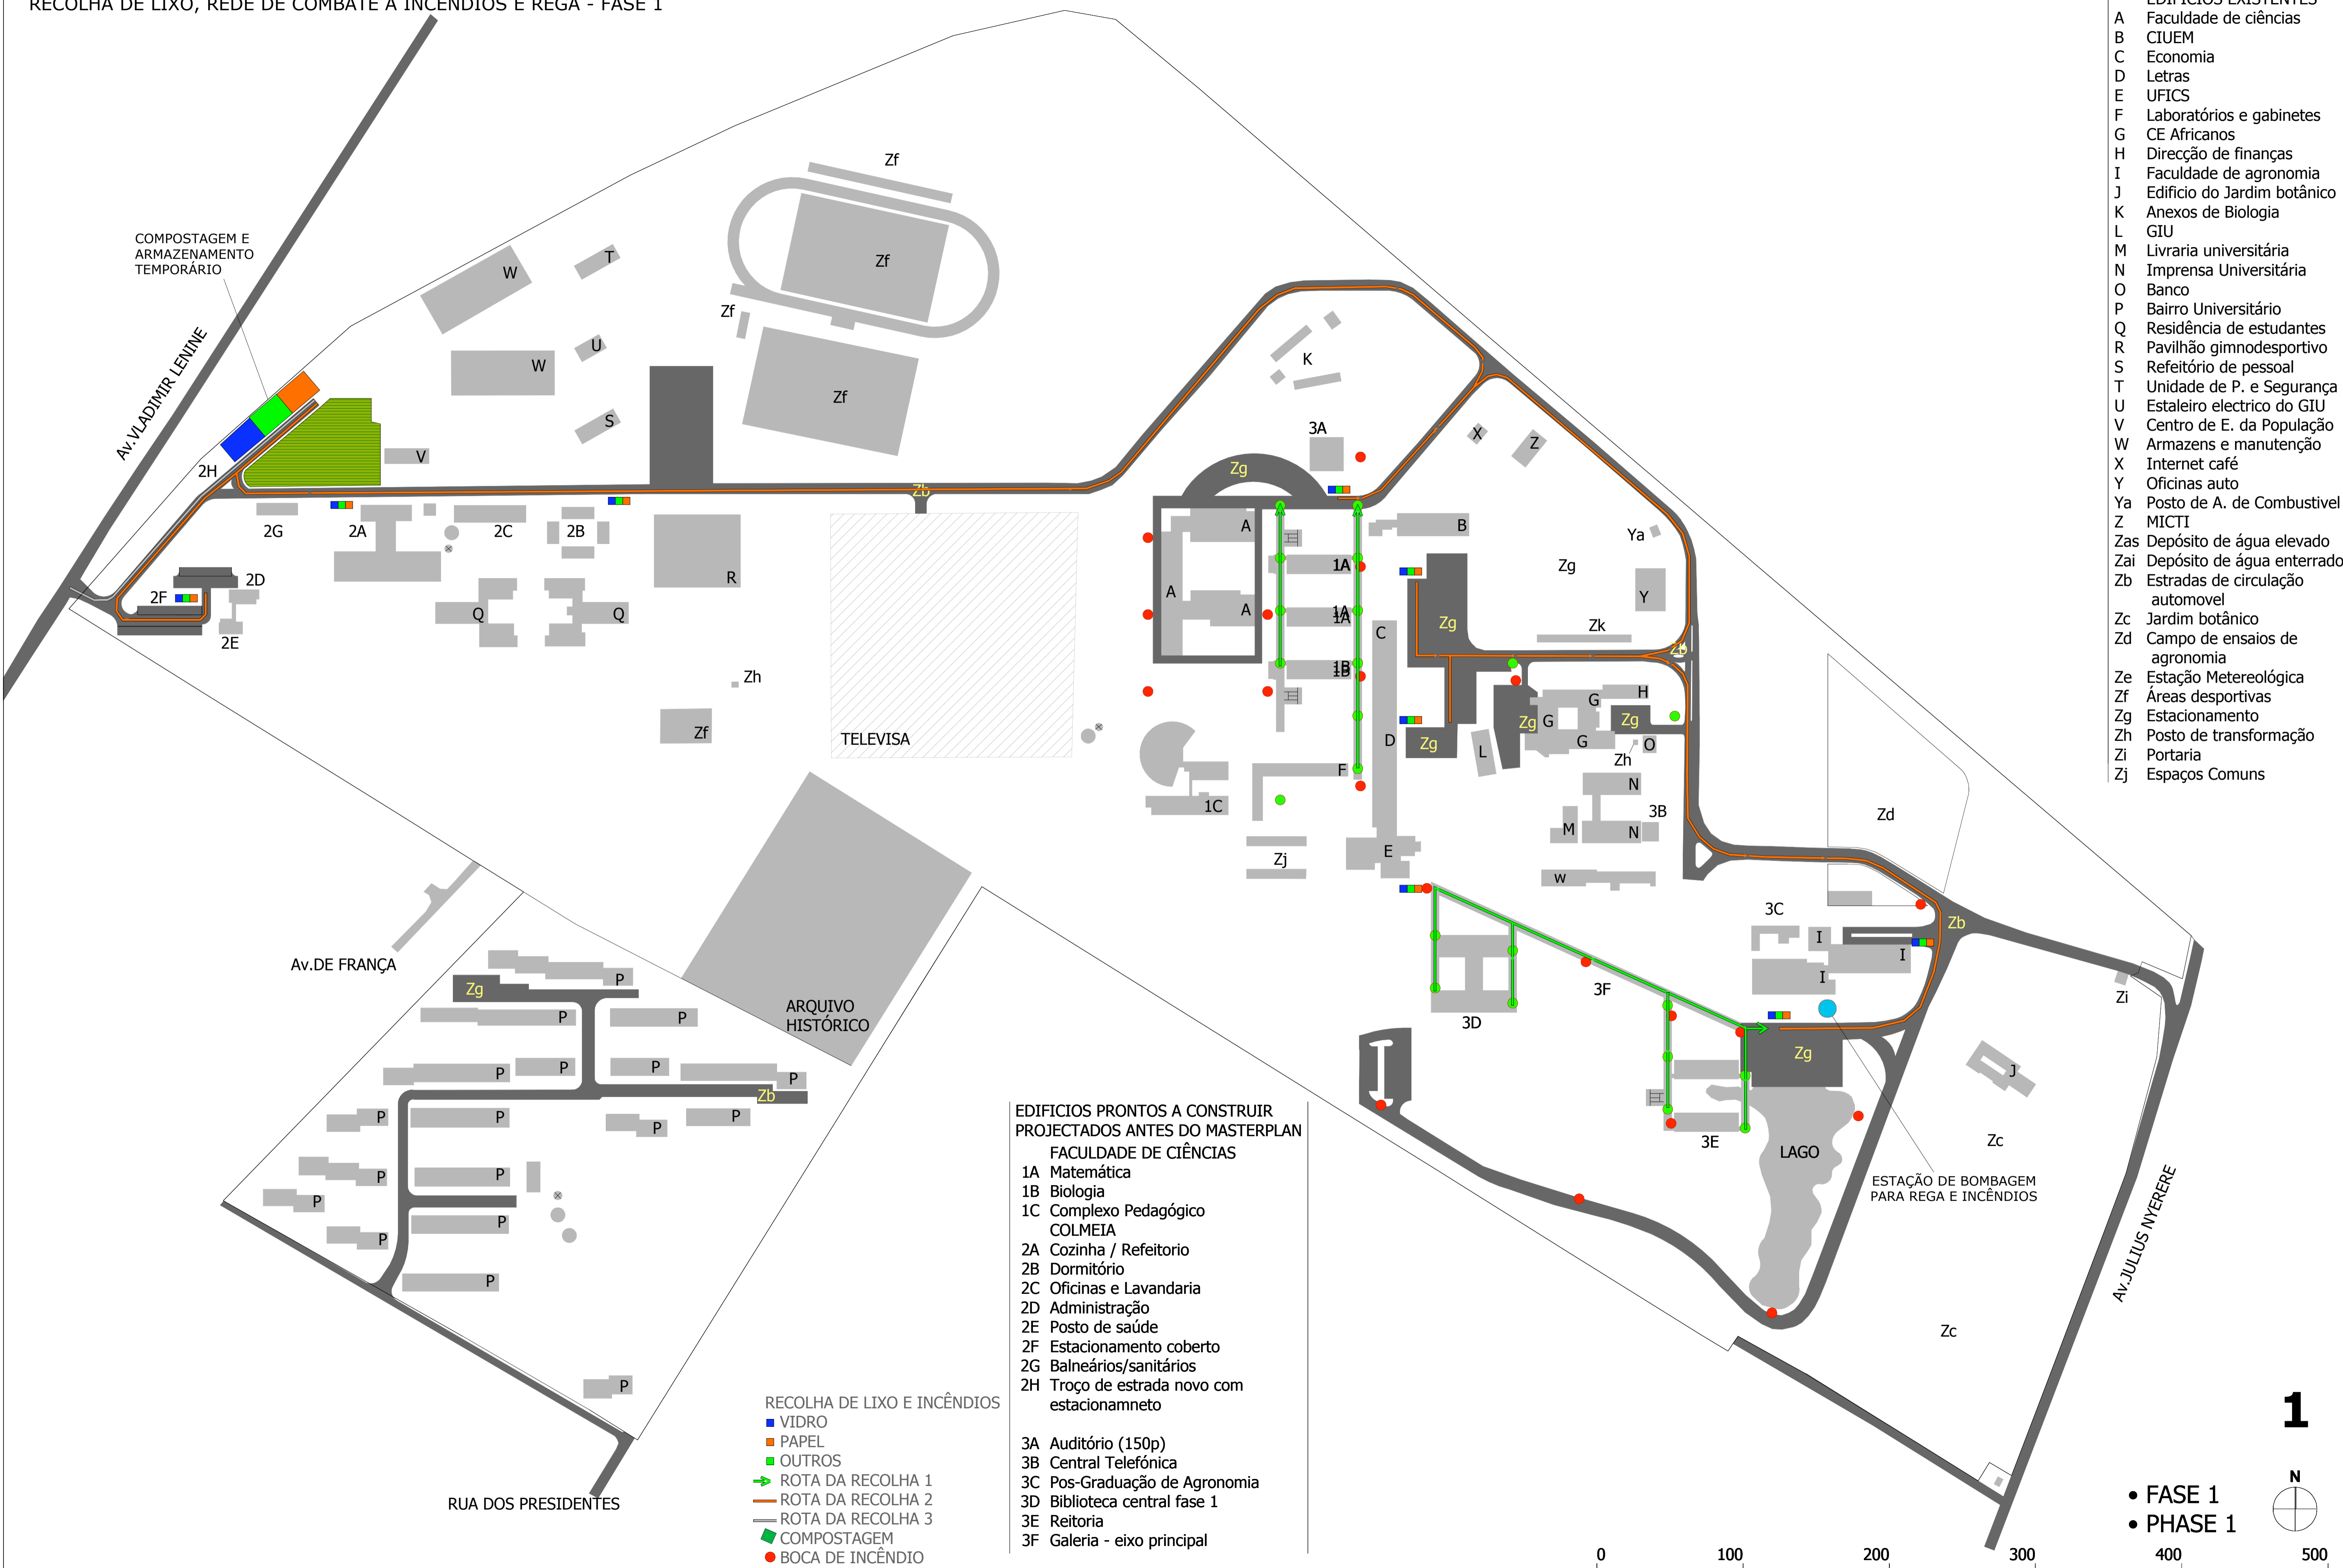 RECOLHA DE LIXO, REDE DE COMBATE A INCÊNDIOS E REGA - FASE 1
EDIFICIOS EXISTENTES
A Faculdade de ciências
B CIUEM
C Economia
D Letras
E UFICS
F Laboratórios e gabinetes
G CE Africanos
H Direcção de finanças
I Faculdade de agronomia
J Edificio do Jardim botânico
K Anexos de Biologia
L GIU
M Livraria universitária
N Imprensa Universitária
O Banco
P Bairro Universitário
Q Residência de estudantes
R Pavilhão gimnodesportivo
S Refeitório de pessoal
T Unidade de P. e Segurança
U Estaleiro electrico do GIU
V Centro de E. da População
W Armazens e manutenção
X Internet café
Y Oficinas auto
Ya Posto de A. de Combustivel
Z MICTI
Zas Depósito de água elevado
Zai Depósito de água enterrado
Zb Estradas de circulação
automovel
Zc Jardim botânico
Zd Campo de ensaios de
agronomia
Ze Estação Metereológica
Zf Áreas desportivas
Zg Estacionamento
Zh Posto de transformação
Zi Portaria
Zj Espaços Comuns
COMPOSTAGEM E
ARMAZENAMENTO
TEMPORÁRIO
Av.VLADIMIR LENINE
Zf
Zf
Zf
Zf
W
W
T
U
S
V
2H
2G
2A
2C
2B
2D
2F
2E
Q
Q
R
Zb
Zh
Zf
TELEVISA
K
3A
Zg
A
A
A
B
1A
1A
1B
C
D
F
1C
Zj
E
X
Z
Ya
Zg
Y
Zk
Zg
Zb
Zg
Zg
G
G
G
H
Zg
L
Zh
O
N
N
M
3B
w
Zd
3C
I
I
I
Zb
Zi
3F
3D
Zg
3E
LAGO
J
Zc
Zc
ESTAÇÃO DE BOMBAGEM
PARA REGA E INCÊNDIOS
Av.JULIUS NYERERE
Av.DE FRANÇA
ARQUIVO
HISTÓRICO
Zg
P
P
P
P
P
P
P
Zb
P
P
P
P
P
P
P
P
P
P
P
P
P
RUA DOS PRESIDENTES
EDIFICIOS PRONTOS A CONSTRUIR
PROJECTADOS ANTES DO MASTERPLAN
FACULDADE DE CIÊNCIAS
1A Matemática
1B Biologia
1C Complexo Pedagógico
COLMEIA
2A Cozinha / Refeitorio
2B Dormitório
2C Oficinas e Lavandaria
2D Administração
2E Posto de saúde
2F Estacionamento coberto
2G Balneários/sanitários
2H Troço de estrada novo com
estacionamneto
3A Auditório (150p)
3B Central Telefónica
3C Pos-Graduação de Agronomia
3D Biblioteca central fase 1
3E Reitoria
3F Galeria - eixo principal
RECOLHA DE LIXO E INCÊNDIOS
VIDRO
PAPEL
OUTROS
ROTA DA RECOLHA 1
ROTA DA RECOLHA 2
ROTA DA RECOLHA 3
COMPOSTAGEM
BOCA DE INCÊNDIO
1
• FASE 1
• PHASE 1
N
0 100 200 300 400 500